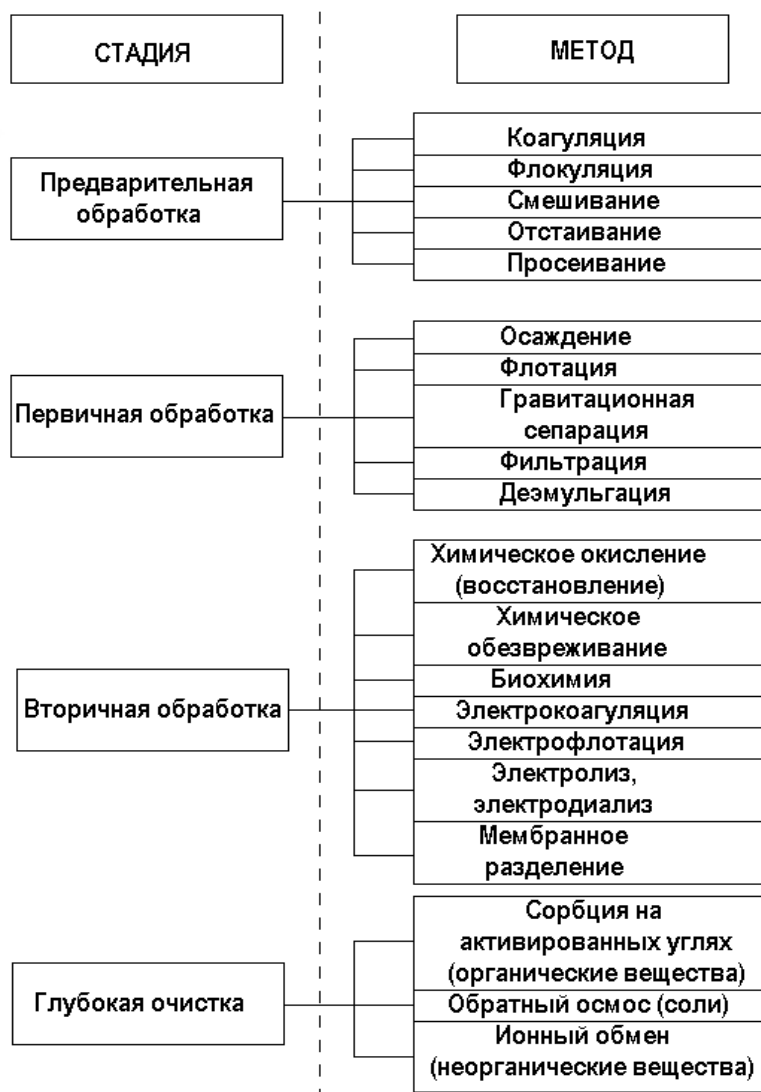 СТАДИЯ
МЕТОД
Предварительная
обработка
Коагуляция
Флокуляция
Смешивание
Отстаивание
Просеивание
Первичная обработка
Осаждение
Флотация
Гравитационная
сепарация
Фильтрация
Деэмульгация
Вторичная обработка
Химическое окисление
(восстановление)
Химическое
обезвреживание
Биохимия
Электрокоагуляция
Электрофлотация
Электролиз,
электродиализ
Мембранное
разделение
Глубокая очистка
Сорбция на
активированных углях
(органические вещества)
Обратный осмос (соли)
Ионный обмен
(неорганические вещества)